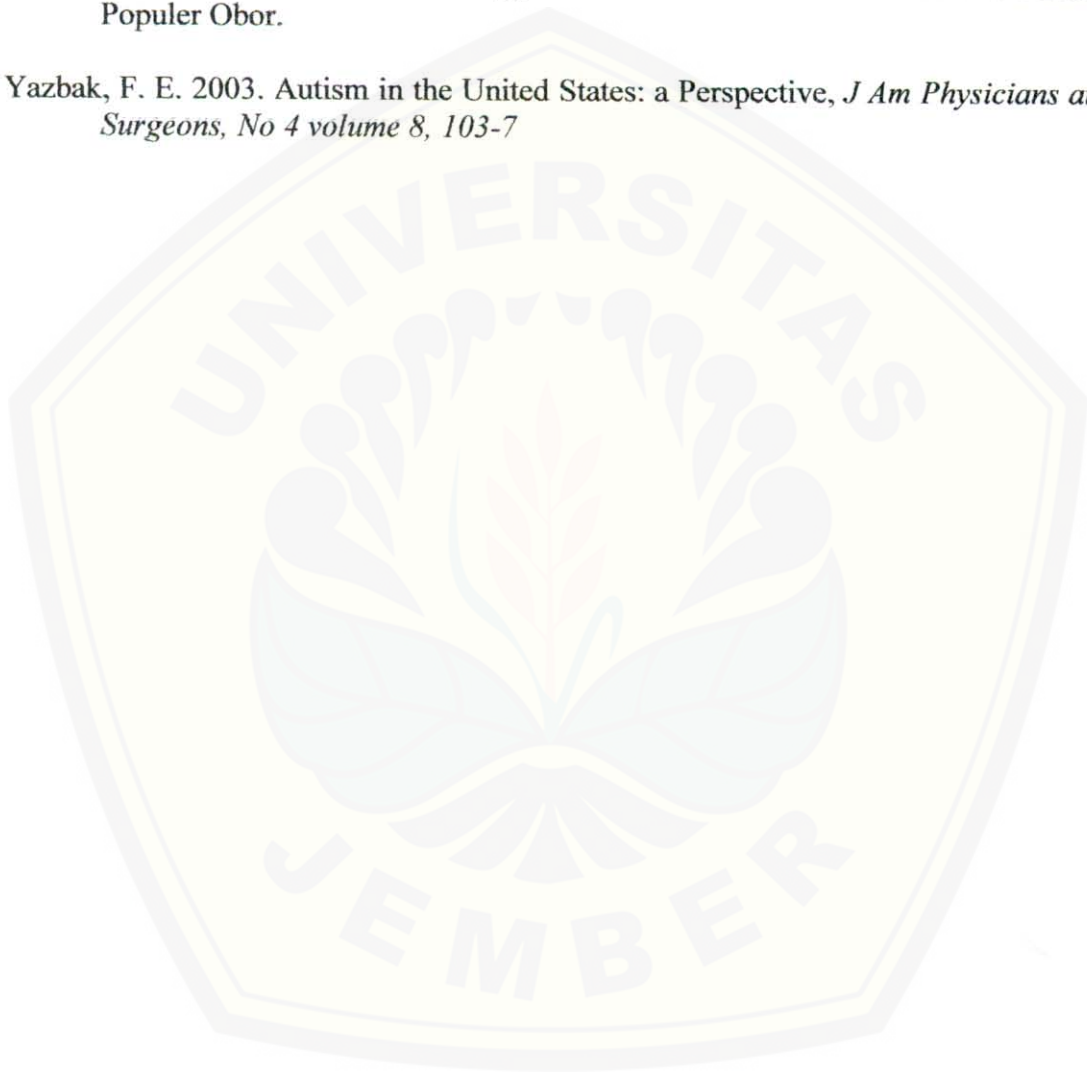 Populer Obor.
Yazbak, F. E. 2003. Autism in the United States: a Perspective, J Am Physicians
Surgeons, No 4 volume 8, 103-7
UNIVERSITAS
JEMBER